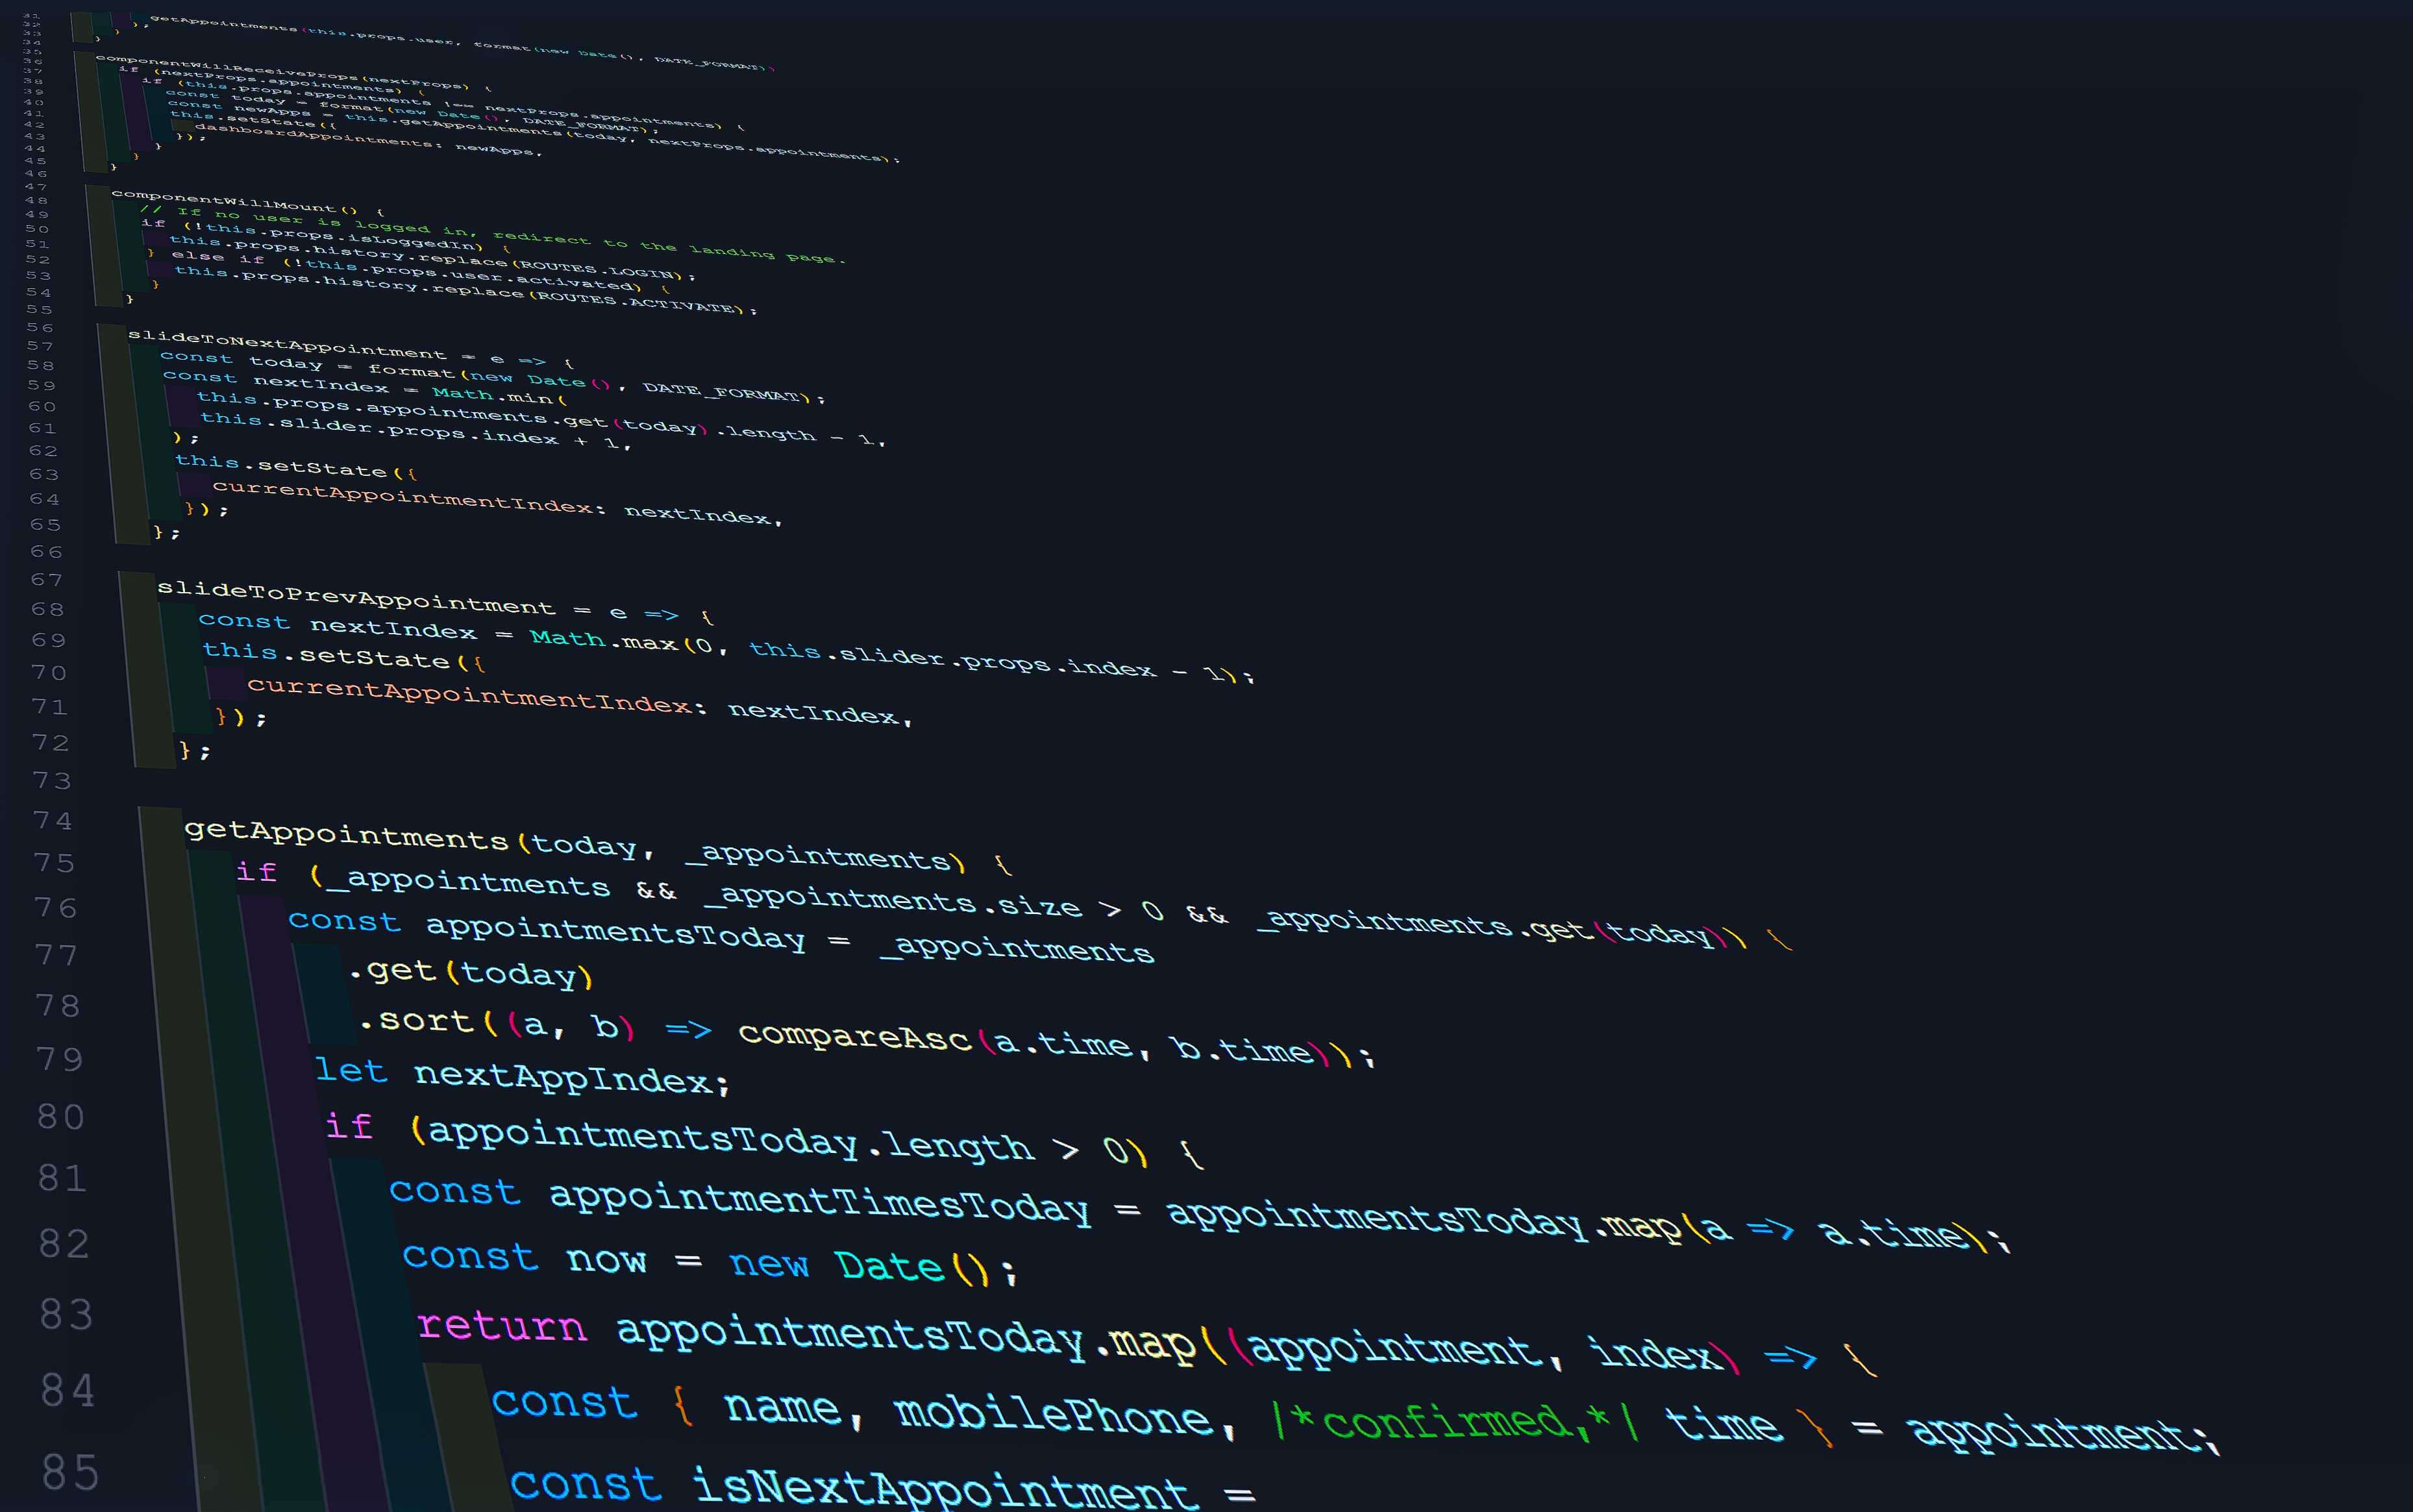 31
32 getAppointments(this.props.user, format(new Date(), DATE_FORMAT))
33 );
34 }
35
36 componentWillReceiveProps(nextProps) {
37 if (nextProps.appointments) {
38 if (this.props.appointments !== nextProps.appointments) {
39 const today = format(new Date(), DATE_FORMAT);
40 const newApps = this.getAppointments(today, nextProps.appointments);
41 this.setState({
42 dashboardAppointments: newApps,
43 });
44 }
45 }
46 }
47
48 componentWillMount() {
49 // If no user is logged in, redirect to the landing page.
50 if (!this.props.isLoggedIn) {
51 this.props.history.replace(ROUTES.LOGIN);
52 } else if (!this.props.user.activated) {
53 this.props.history.replace(ROUTES.ACTIVATE);
54 }
55 }
56 slideToNextAppointment = e => {
57 const today = format(new Date(), DATE_FORMAT);
58 const nextIndex = Math.min(
59 this.props.appointments.get(today).length - 1,
60 this.slider.props.index + 1,
61 );
62 this.setState({
63 currentAppointmentIndex: nextIndex,
64 });
65 };
66
67 slideToPrevAppointment = e => {
68 const nextIndex = Math.max(0, this.slider.props.index - 1);
69 this.setState({
70 currentAppointmentIndex: nextIndex,
71 });
72 };
73
74 getAppointments(today, _appointments) {
75 if (_appointments && _appointments.size > 0 && _appointments.get(today)) {
76 const appointmentsToday = _appointments
77 .get(today)
78 .sort((a, b) => compareAsc(a.time, b.time));
79 let nextAppIndex;
80 if (appointmentsToday.length > 0) {
81 const appointmentTimesToday = appointmentsToday.map(a => a.time);
82 const now = new Date();
83 return appointmentsToday.map((appointment, index) => {
84 const { name, mobilePhone, /*confirmed,*/ time } = appointment;
85 const isNextAppointment =